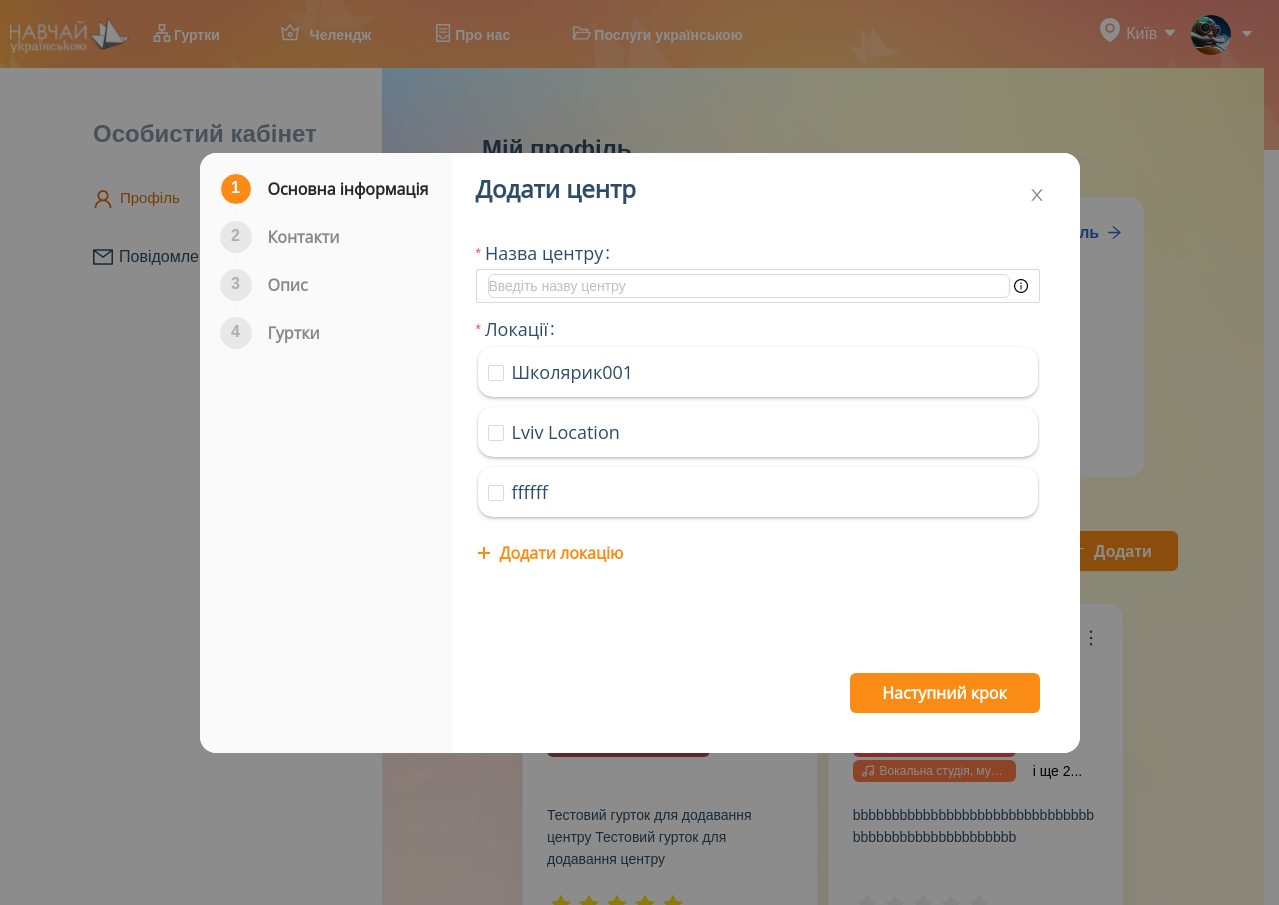 НАВЧАЙ
українською
Гуртки
Челендж
Про нас
Послуги українською
Київ
Особистий кабінет
Мій профіль
Профіль
Повідомле
ль
1
Основна інформація
2
Контакти
3
Опис
4
Гуртки
Додати центр
* Назва центру:
Введіть назву центру
* Локації:
Школярик001
Lviv Location
ffffff
+ Додати локацію
Наступний крок
Додати
Вокальна студія, му...
і ще 2...
Тестовий гурток для додавання
центру Тестовий гурток для
додавання центру
bbbbbbbbbbbbbbbbbbbbbbbbbbbbbbb
bbbbbbbbbbbbbbbbbbbbb